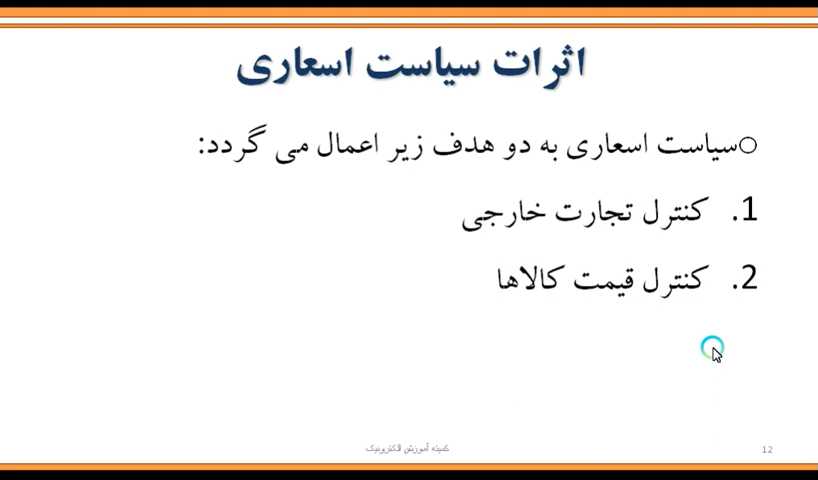 اثرات سیاست اسعاری
سیاست اسعاری به دو هدف زیر اعمال می گردد:
1. کنترل تجارت خارجی
2. کنترل قیمت کالاها
کمیته آموزش الکترونیک
12